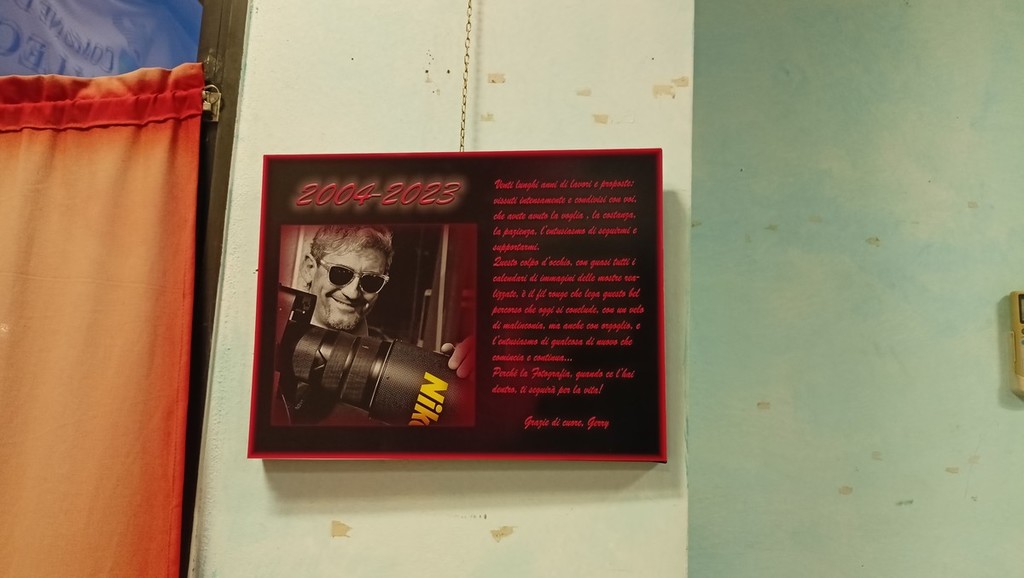 2004-2023
Venti lunghi anni di lavori e proposte:
vissuti intensamente e condivisi con voi,
che avete avuto la voglia , la costanza,
la pazienza, l'entusiasmo di seguirmi e
supportarmi.
Questo colpo d'occhio, con quasi tutti i
calendari di immagini delle mostre rea-
lizzate, è il fil rouge che lega questo bel
percorso che oggi si conclude, con un velo
di malinconia, ma anche con orgoglio, e
l'entusiasmo di qualcosa di nuovo che
comincia e continua...
Perché la Fotografia, quando ce l'hai
dentro, ti seguirà per la vita!
Grazie di cuore, Gerry
Niko